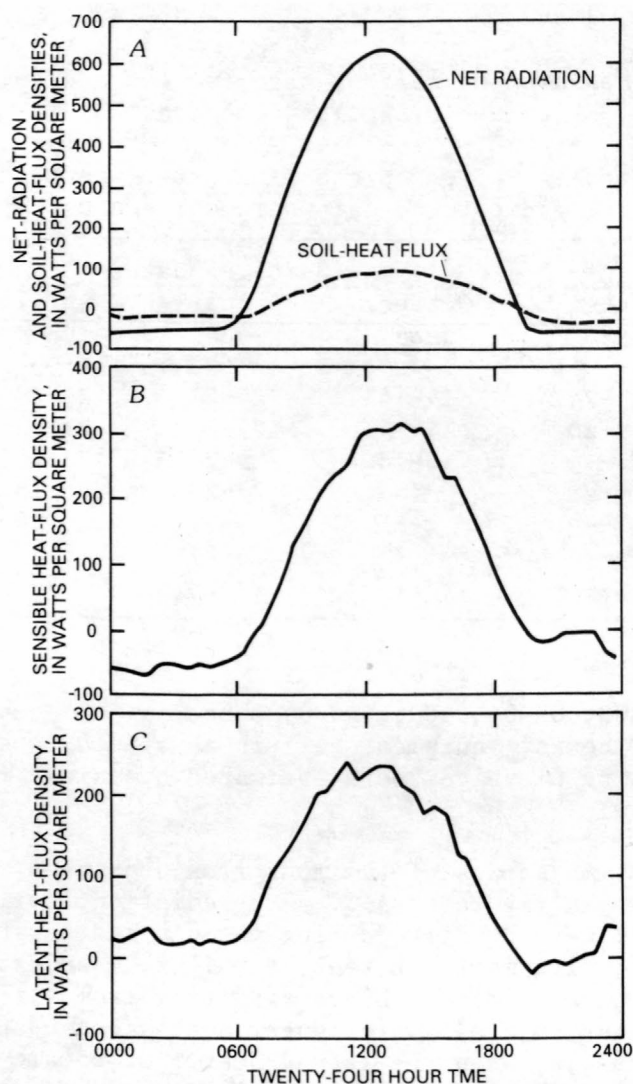 NET-RADIATION
AND SOIL-HEAT-FLUX DENSITIES,
IN WATTS PER SQUARE METER
700
600
500
400
300
200
100
0
-100
A
NET RADIATION
SOIL-HEAT FLUX
SENSIBLE HEAT-FLUX DENSITY,
IN WATTS PER SQUARE METER
400
300
200
100
0
-100
B
LATENT HEAT-FLUX DENSITY,
IN WATTS PER SQUARE METER
300
200
100
0
-100
C
0000 0600 1200 1800 2400
TWENTY-FOUR HOUR TME